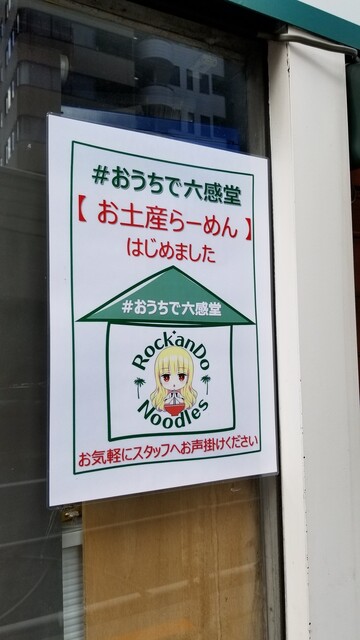 #おうちで六感堂
【お土産らーめん】
はじめました
#おうちで六感堂
RockanDo
Noodles
お気軽にスタッフへお声掛けください